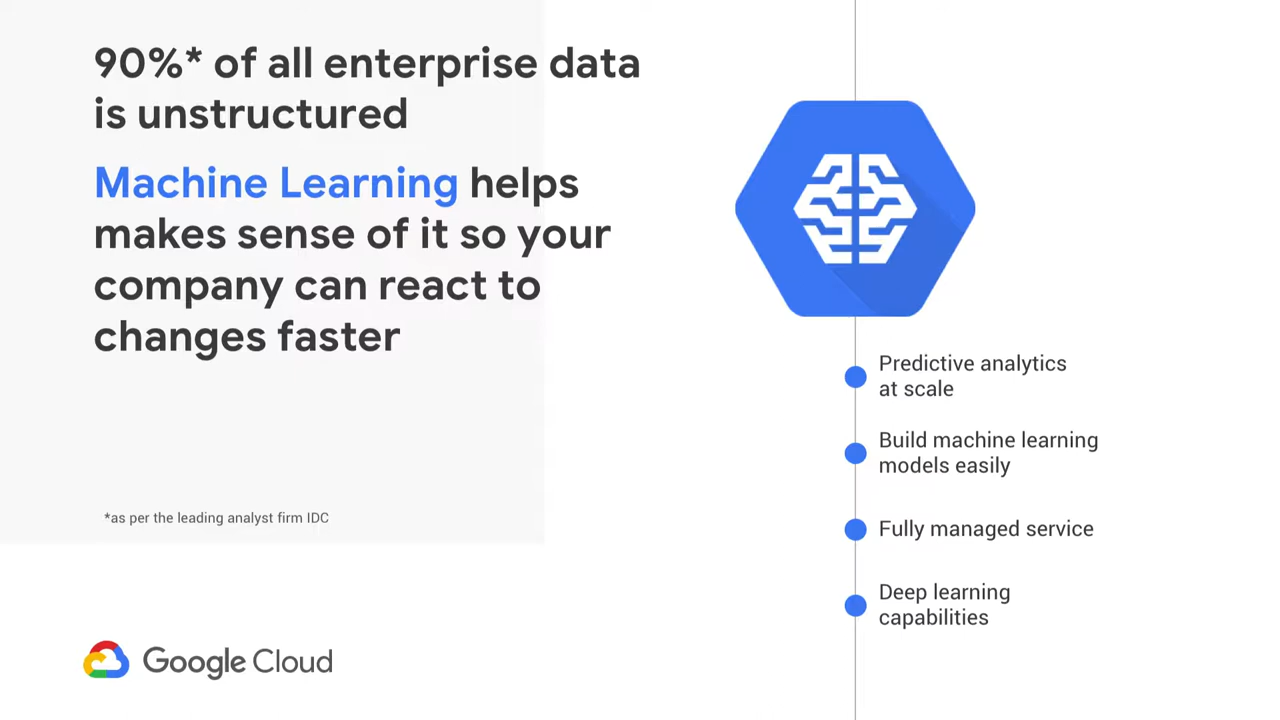 90%* of all enterprise data
is unstructured
Machine Learning helps
makes sense of it so your
company can react to
changes faster
*as per the leading analyst firm IDC
Google Cloud
Predictive analytics
at scale
Build machine learning
models easily
Fully managed service
Deep learning
capabilities